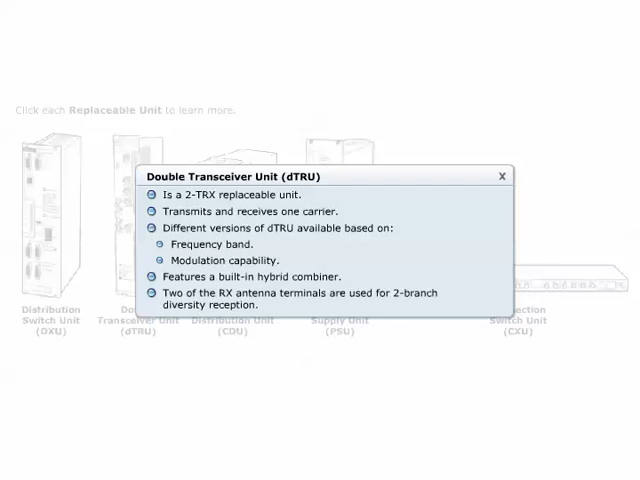 Click each Replaceable Unit to learn more.
Double Transceiver Unit (dTRU) X
Is a 2-TRX replaceable unit.
Transmits and receives one carrier.
Different versions of dTRU available based on:
Frequency band.
Modulation capability.
Features a built-in hybrid combiner.
Two of the RX antenna terminals are used for 2-branch
diversity reception.
Distribution
Switch Unit
(DXU)
Do
Transceiver Unit
(dTRU)
Distribution Unit
(CDU)
Supply Unit
(PSU)
ection
Switch Unit
(CXU)